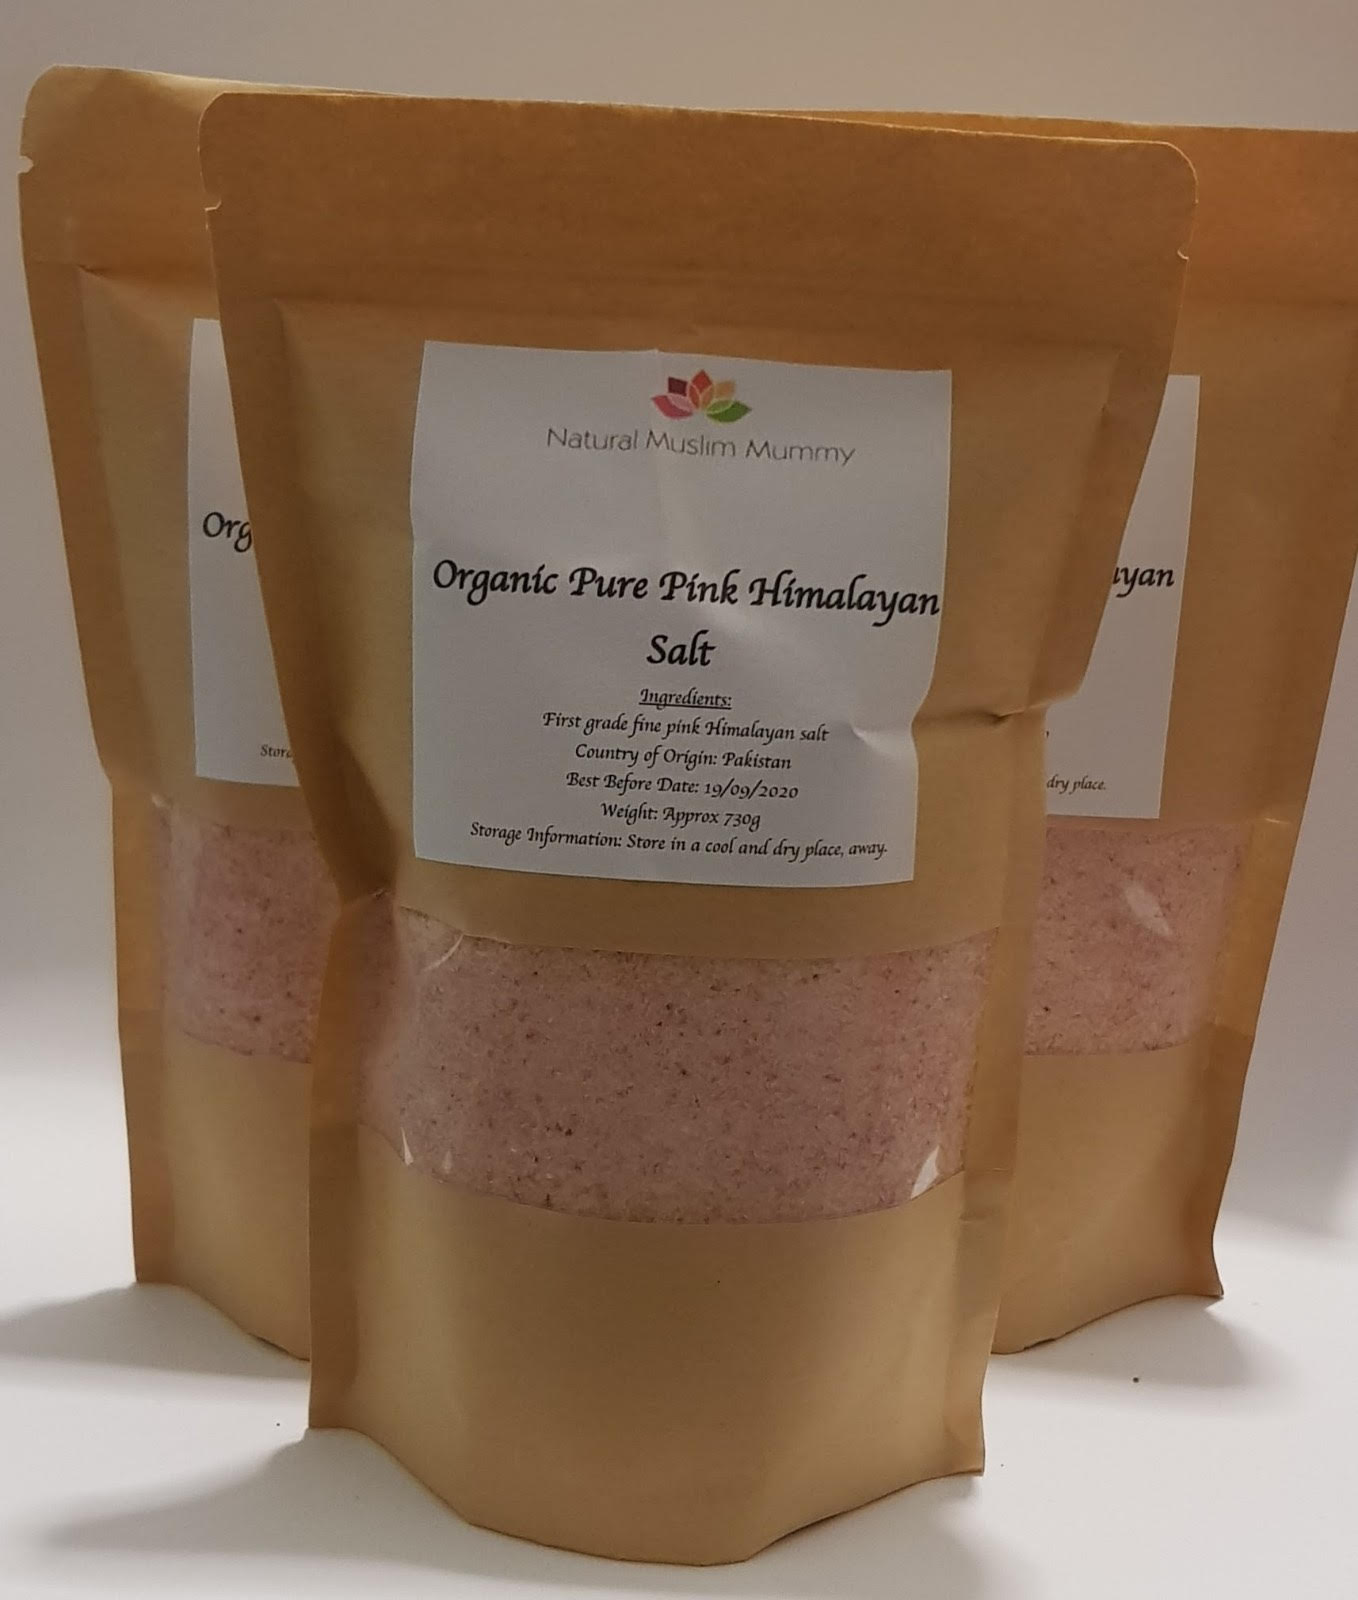 Natural Muslim Mummy
Organic Pure Pink Himalayan
Salt
Ingredients:
First grade fine pink Himalayan salt
Country of Origin: Pakistan
Best Before Date: 19/09/2020
Weight: Approx 730g
Storage Information: Store in a cool and dry place, away.
Org
Stora
ayan
dry place.